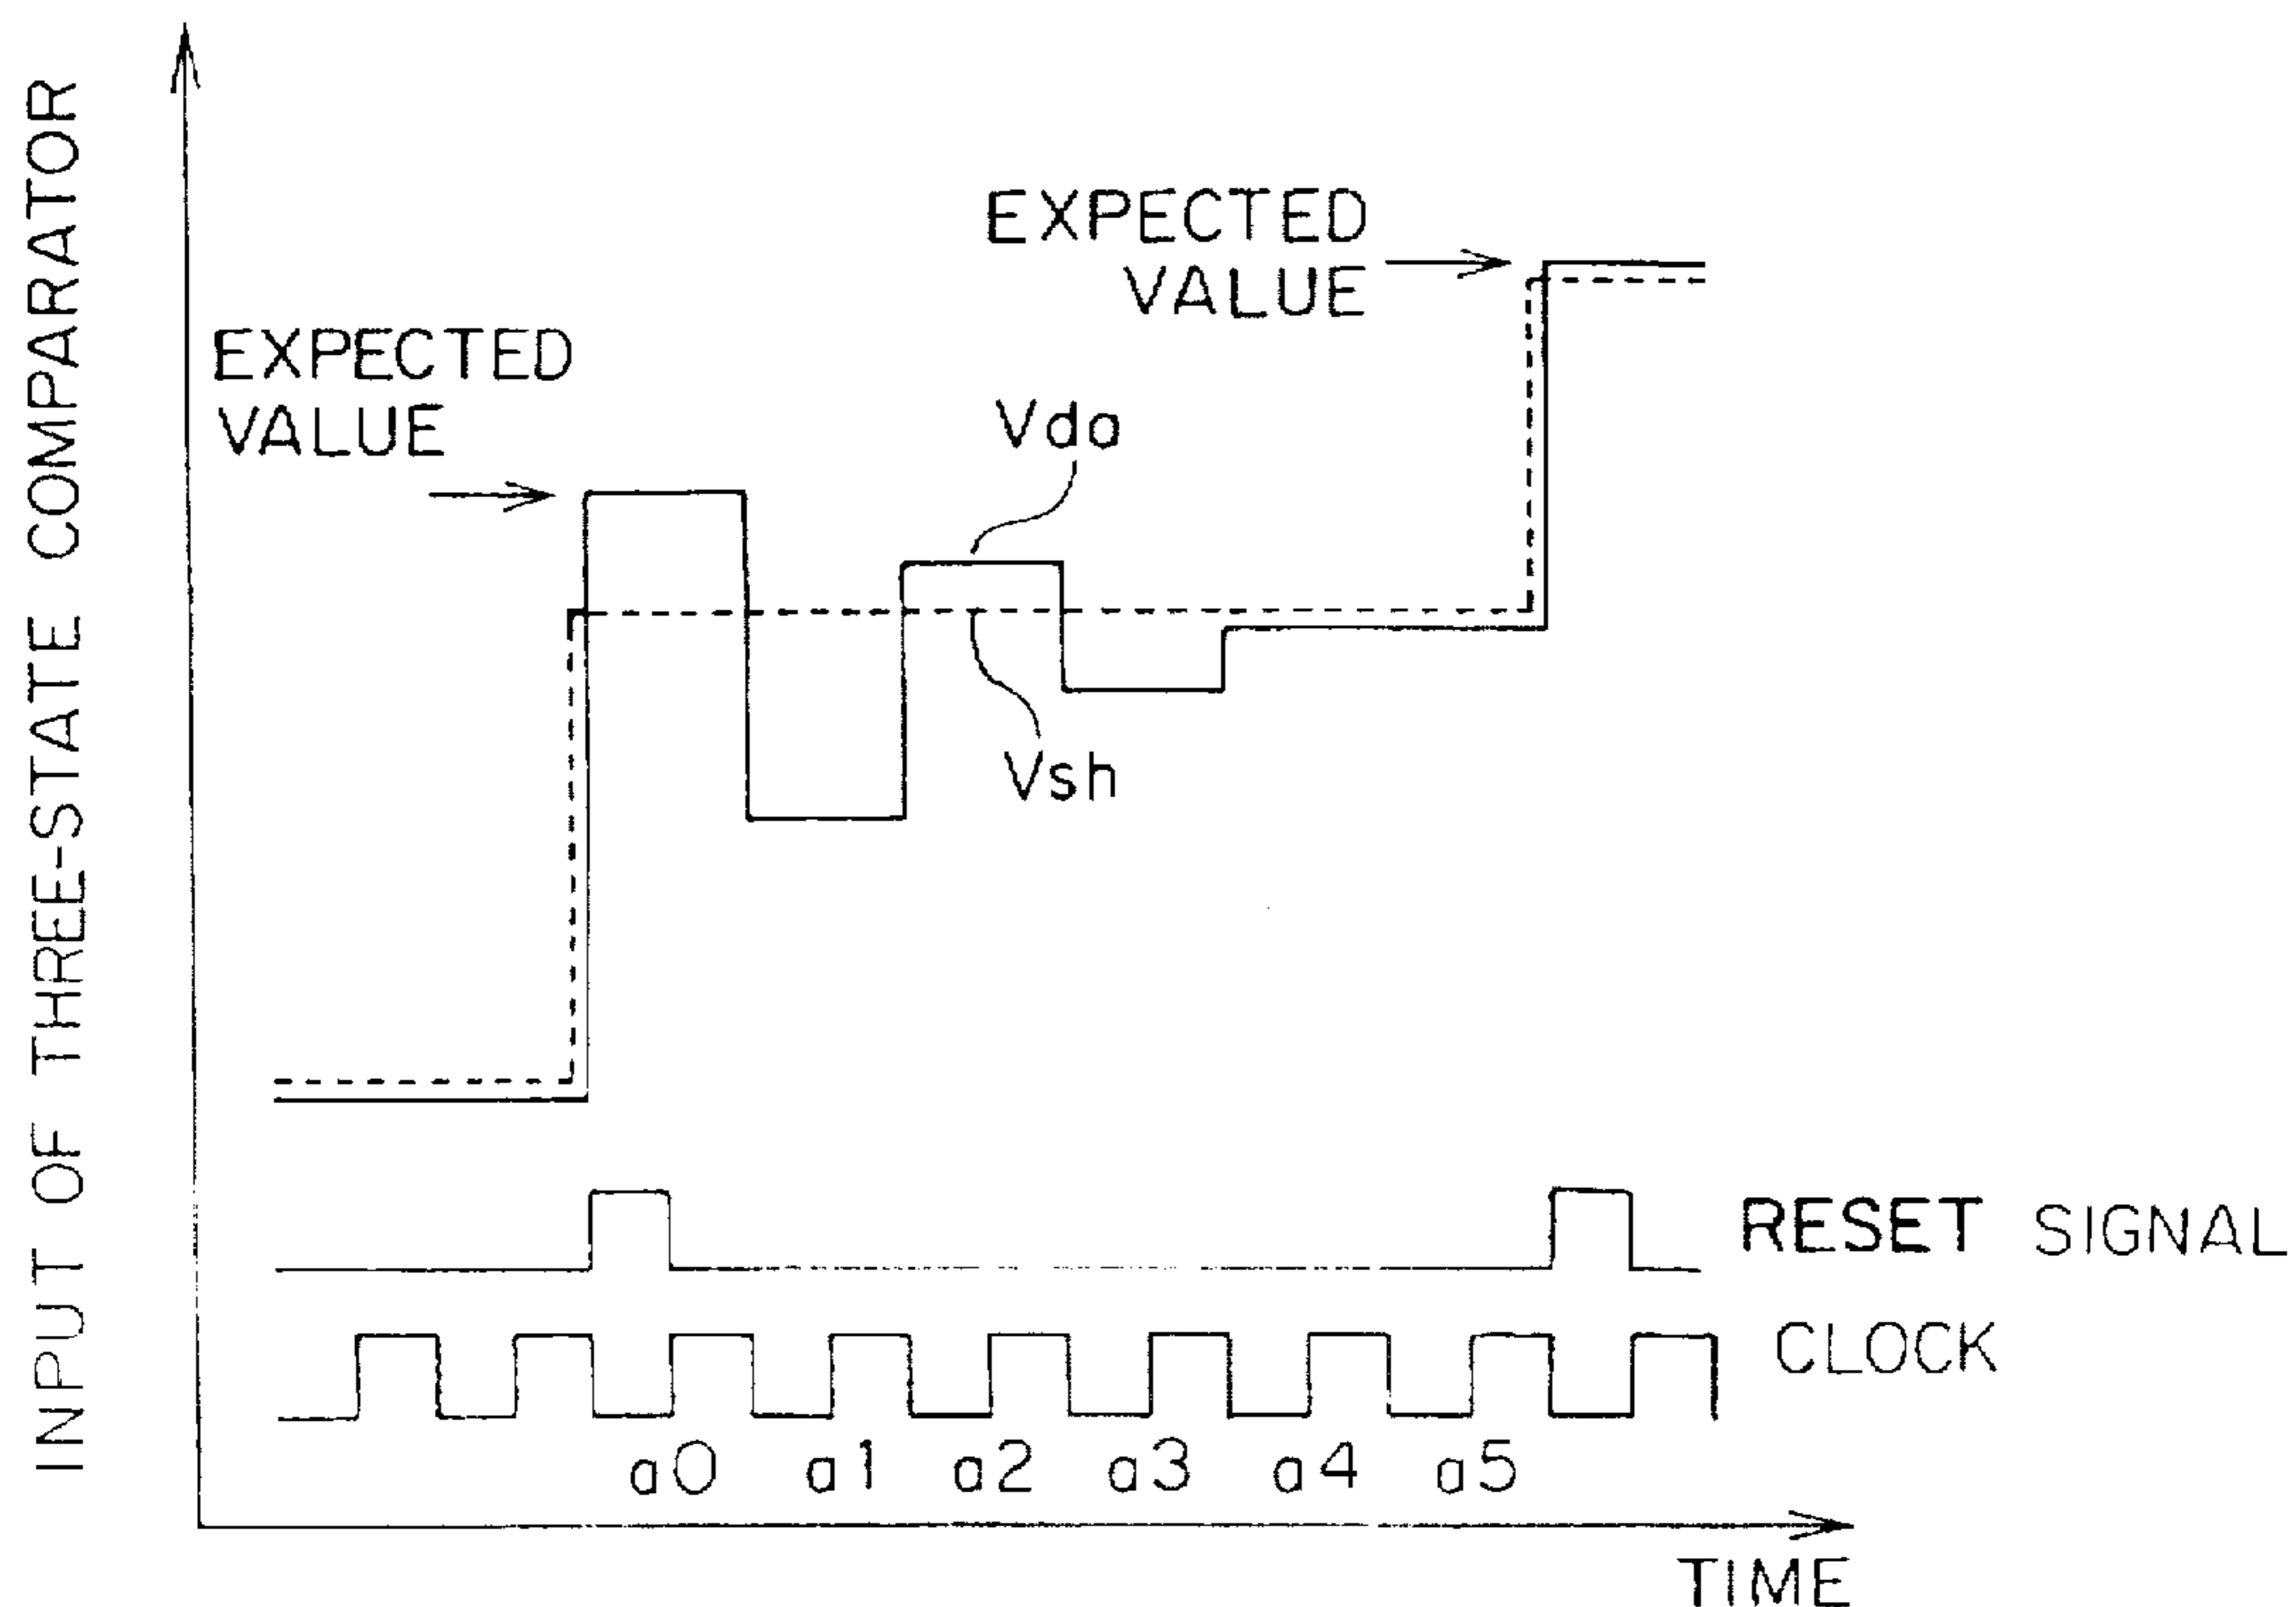 INPUT OF THREE-STATE COMPARATOR
EXPECTED
VALUE
EXPECTED
VALUE
Vdo
Vsh
RESET SIGNAL
CLOCK
a0 a1 a2 a3 a4 a5
TIME